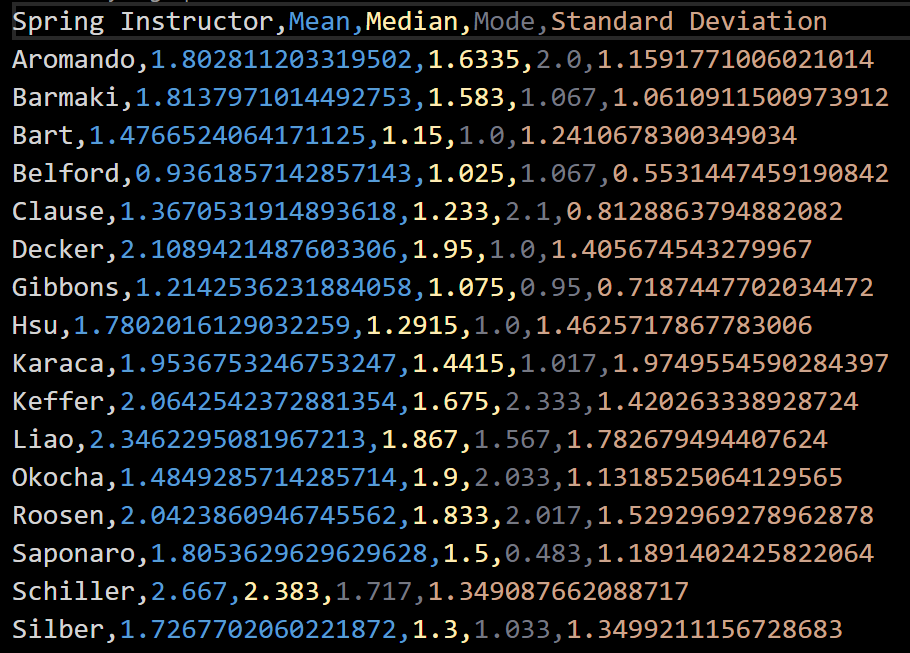 Spring Instructor,Mean,Median,Mode,Standard Deviation
Aromando,1.802811203319502,1.6335,2.0,1.1591771006021014
Barmaki,1.8137971014492753,1.583,1.067,1.0610911500973912
Bart,1.4766524064171125,1.15,1.0,1.2410678300349034
Belford,0.9361857142857143,1.025,1.067,0.5531447459190842
Clause,1.3670531914893618,1.233,2.1,0.8128863794882082
Decker,2.1089421487603306,1.95,1.0,1.405674543279967
Gibbons,1.2142536231884058,1.075,0.95,0.7187447702034472
Hsu,1.7802016129032259,1.2915,1.0,1.4625717867783006
Karaca,1.9536753246753247,1.4415,1.017,1.9749554590284397
Keffer,2.0642542372881354,1.675,2.333,1.420263338928724
Liao,2.3462295081967213,1.867,1.567,1.782679494407624
Okocha,1.4849285714285714,1.9,2.033,1.1318525064129565
Roosen,2.0423860946745562,1.833,2.017,1.5292969278962878
Saponaro,1.8053629629629628,1.5,0.483,1.1891402425822064
Schiller,2.667,2.383,1.717,1.349087662088717
Silber,1.7267702060221872,1.3,1.033,1.3499211156728683